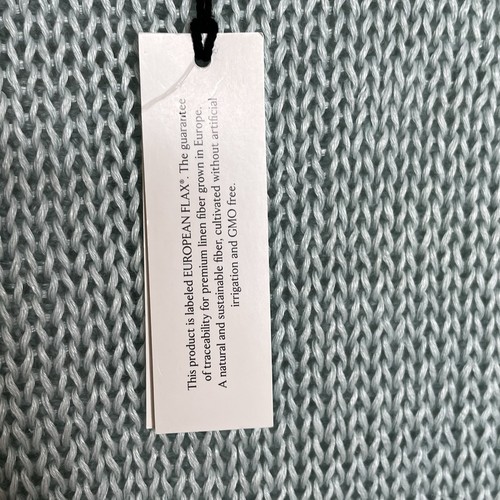 This product is labeled EUROPEAN FLAX®. The guarantee
of traceability for premium linen fiber grown in Europe.
A natural and sustainable fiber, cultivated without artificial
irrigation and GMO free.